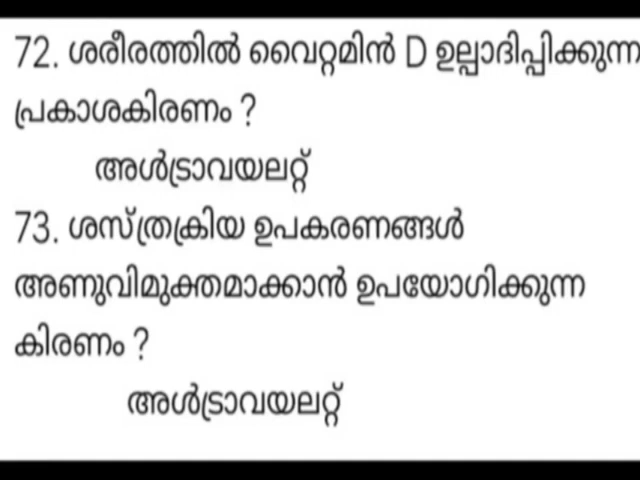 72. ശരീരത്തിൽ വൈറ്റമിൻ D ഉല്പാദിപ്പിക്കുന്ന
പ്രകാശകിരണം ?
അൾട്രാവയലറ്റ്
73. ശസ്ത്രക്രിയ ഉപകരണങ്ങൾ
അണുവിമുക്തമാക്കാൻ ഉപയോഗിക്കുന്ന
കിരണം ?
അൾട്രാവയലറ്റ്